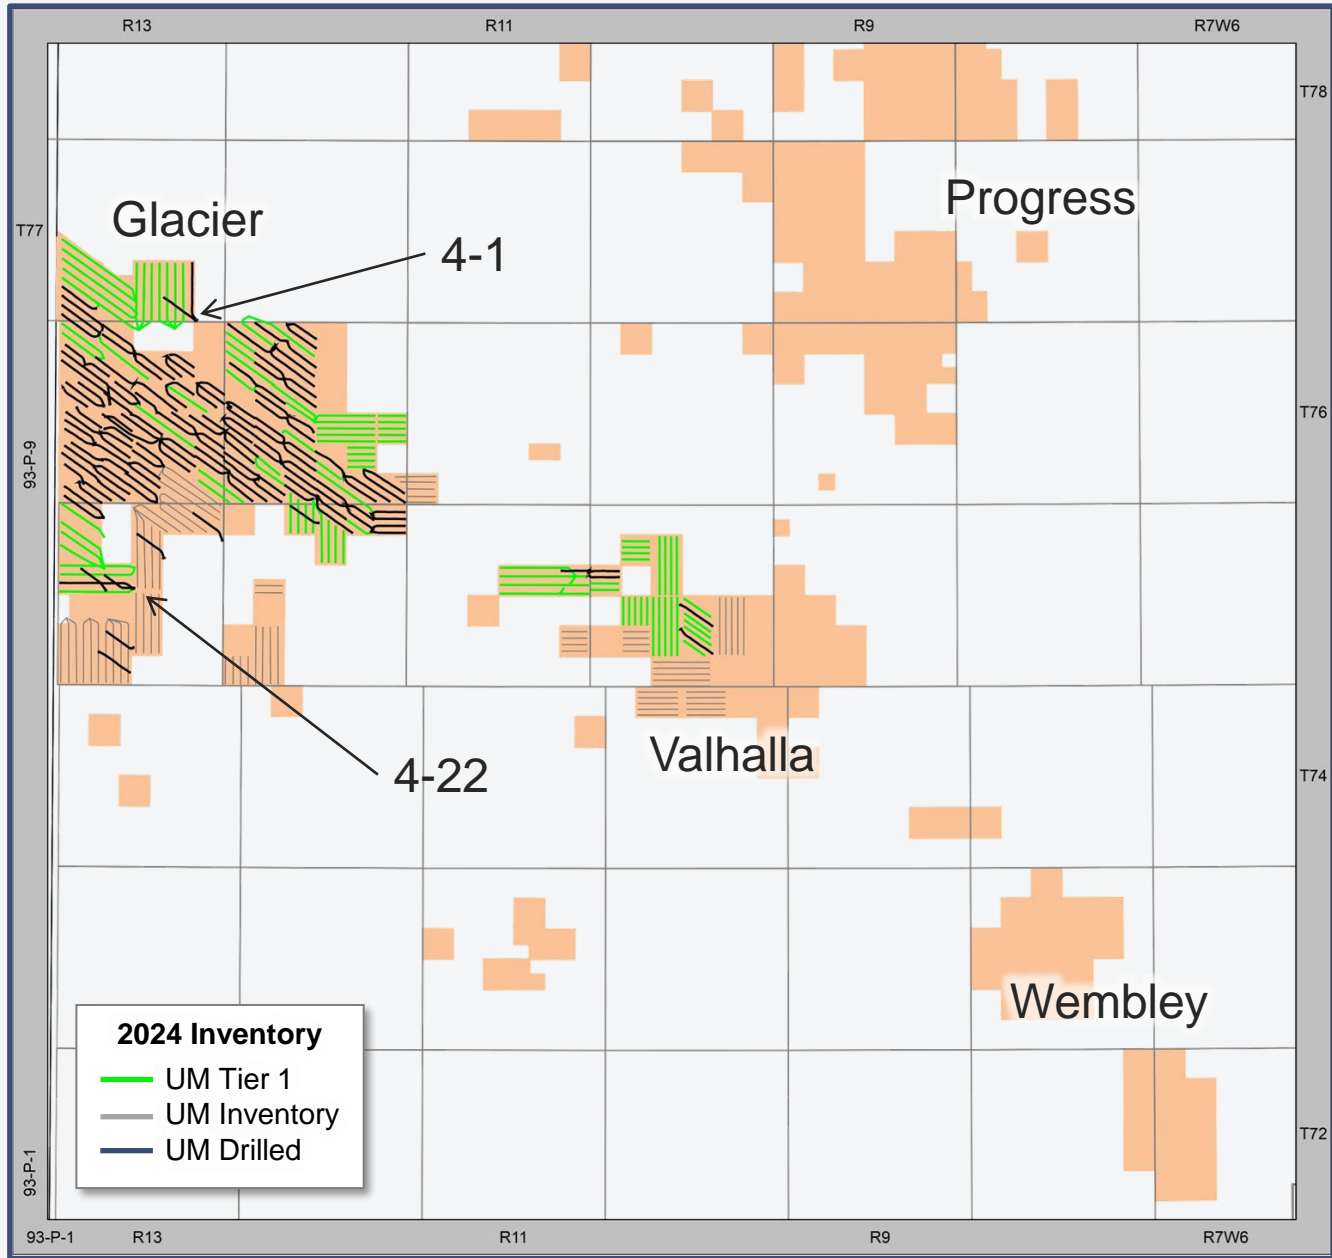 R13 R11 R9 R7W6
T78
Progress
Glacier
T77
4-1
T76
93-P-9
Valhalla
4-22
T74
Wembley
2024 Inventory
UM Tier 1
UM Inventory
UM Drilled
T72
93-P-1
93-P-1 R13 R11 R9 R7W6